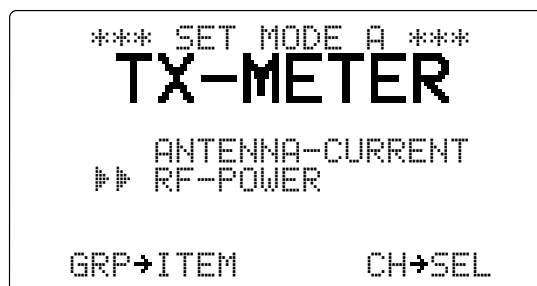 *** SET MODE A ***
TX-METER
ANTENNA-CURRENT
RF-POWER
GRP→ITEM CH→SEL